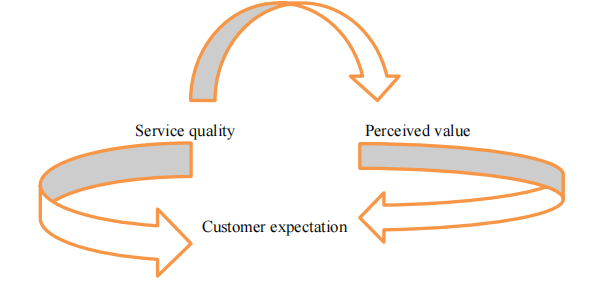 Service quality
Perceived value
Customer expectation